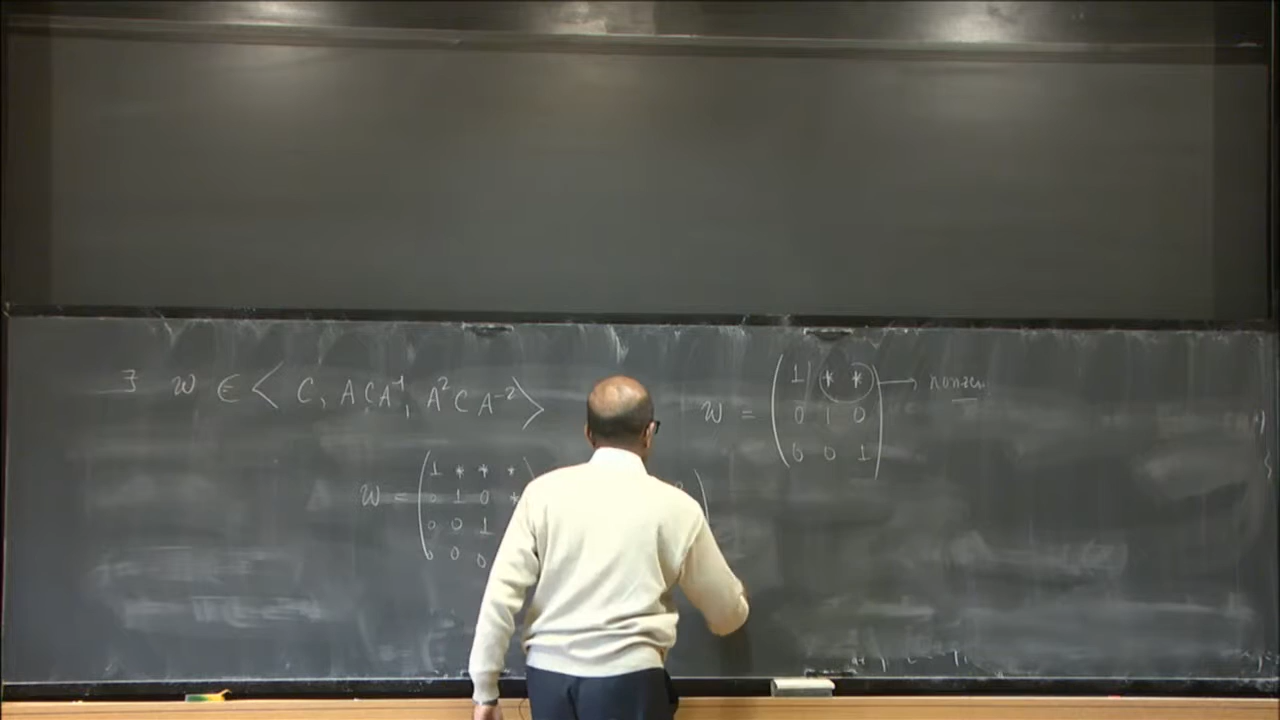 ∃ w ∈ < C, ACA⁻¹, A²CA⁻² >
w = ( 1 * *
0 1 0
0 0 1 )
w = ( 1 * * *
0 1 0 *
0 0 1
0 0 0